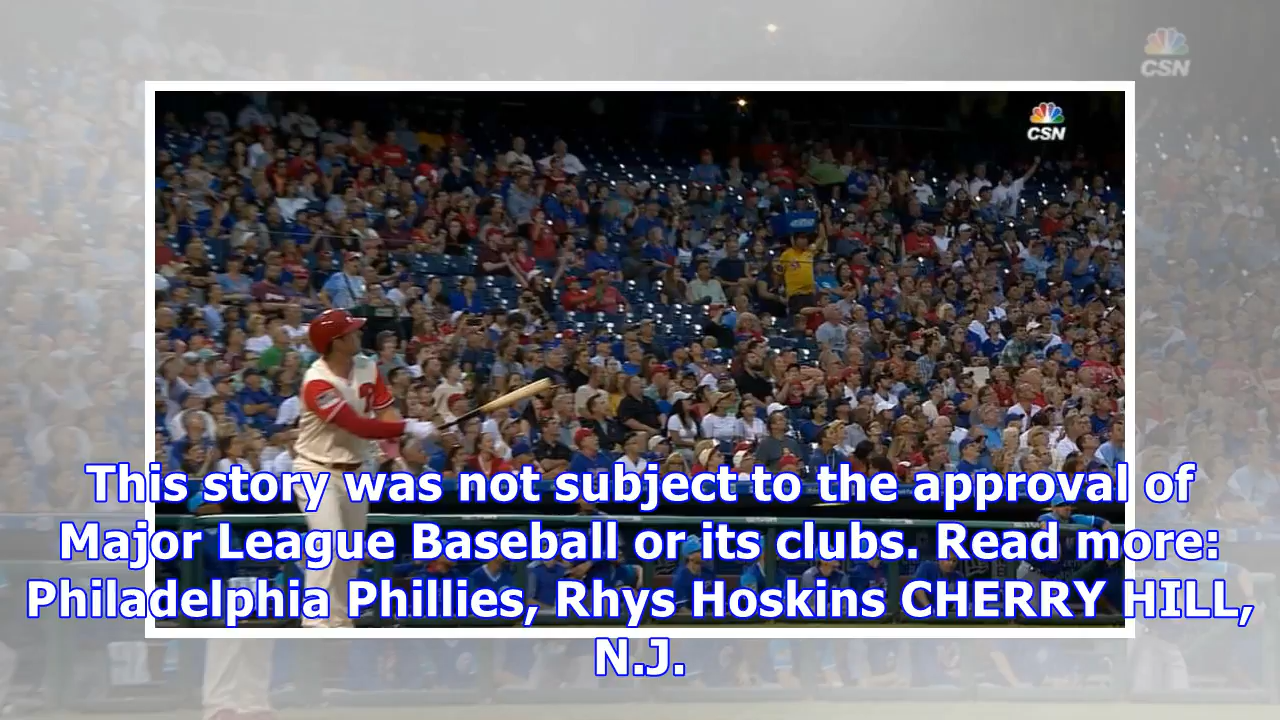 CSN
CSN
This story was not subject to the approval of
Major League Baseball or its clubs. Read more:
Philadelphia Phillies, Rhys Hoskins CHERRY HILL,
N.J.